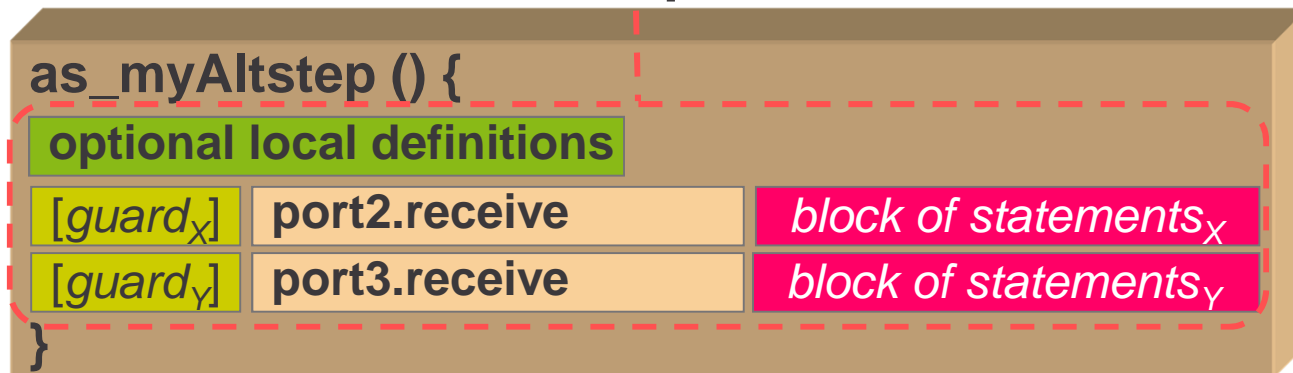 as_myAltstep () {
optional local definitions
[guardX] port2.receive block of statementsX
[guardY] port3.receive block of statementsY
}